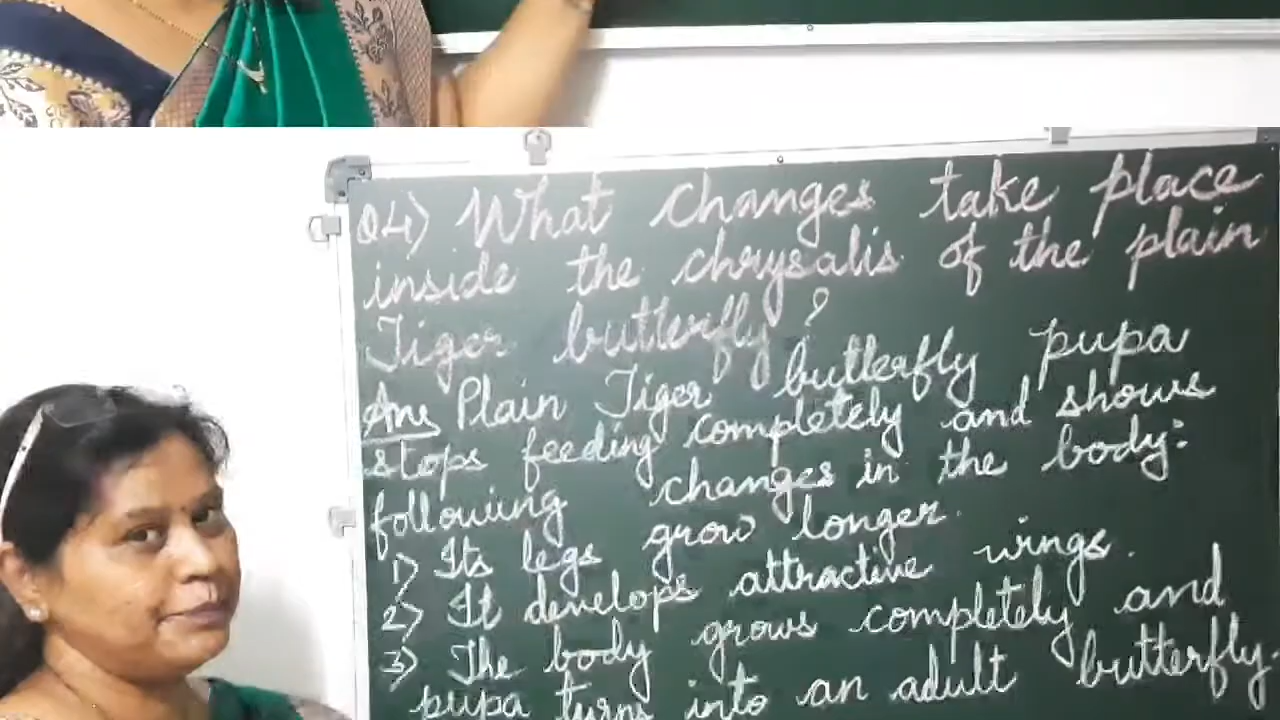 Q4) What changes take place
inside the chrysalis of the plain
Tiger butterfly?
Ans Plain Tiger butterfly pupa
stops feeding completely and shows
following changes in the body:
1) Its legs grow longer.
2) It develops attractive wings.
3) The body grows completely and
pupa turns into an adult butterfly.